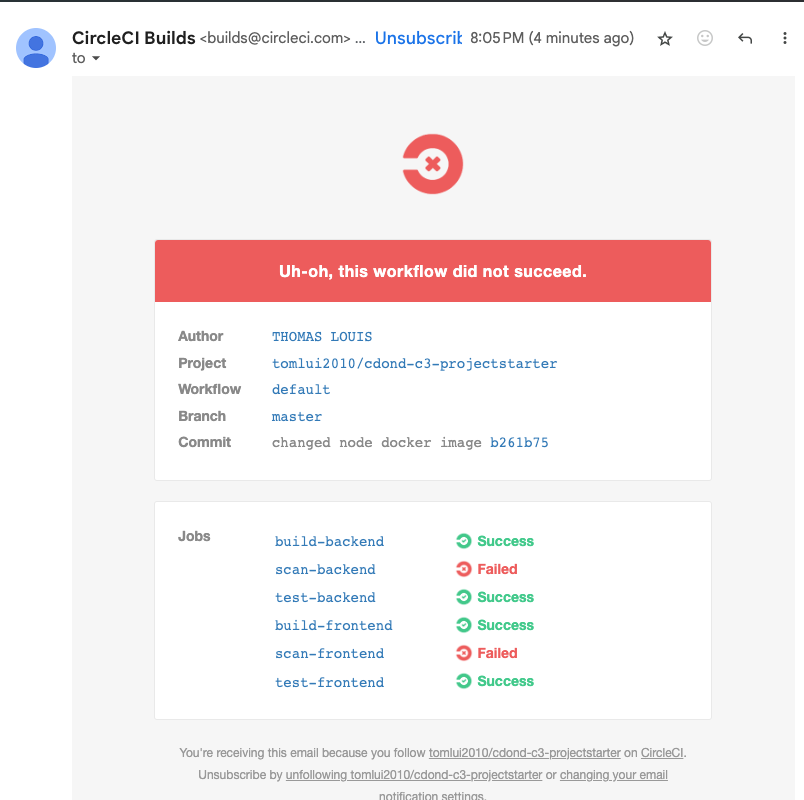 CircleCI Builds <builds@circleci.com> ... Unsubscrib 8:05 PM (4 minutes ago)
to
Uh-oh, this workflow did not succeed.
Author THOMAS LOUIS
Project tomlui2010/cdond-c3-projectstarter
Workflow default
Branch master
Commit changed node docker image b261b75
Jobs
build-backend Success
scan-backend Failed
test-backend Success
build-frontend Success
scan-frontend Failed
test-frontend Success
You're receiving this email because you follow tomlui2010/cdond-c3-projectstarter on CircleCI.
Unsubscribe by unfollowing tomlui2010/cdond-c3-projectstarter or changing your email
notification settings.